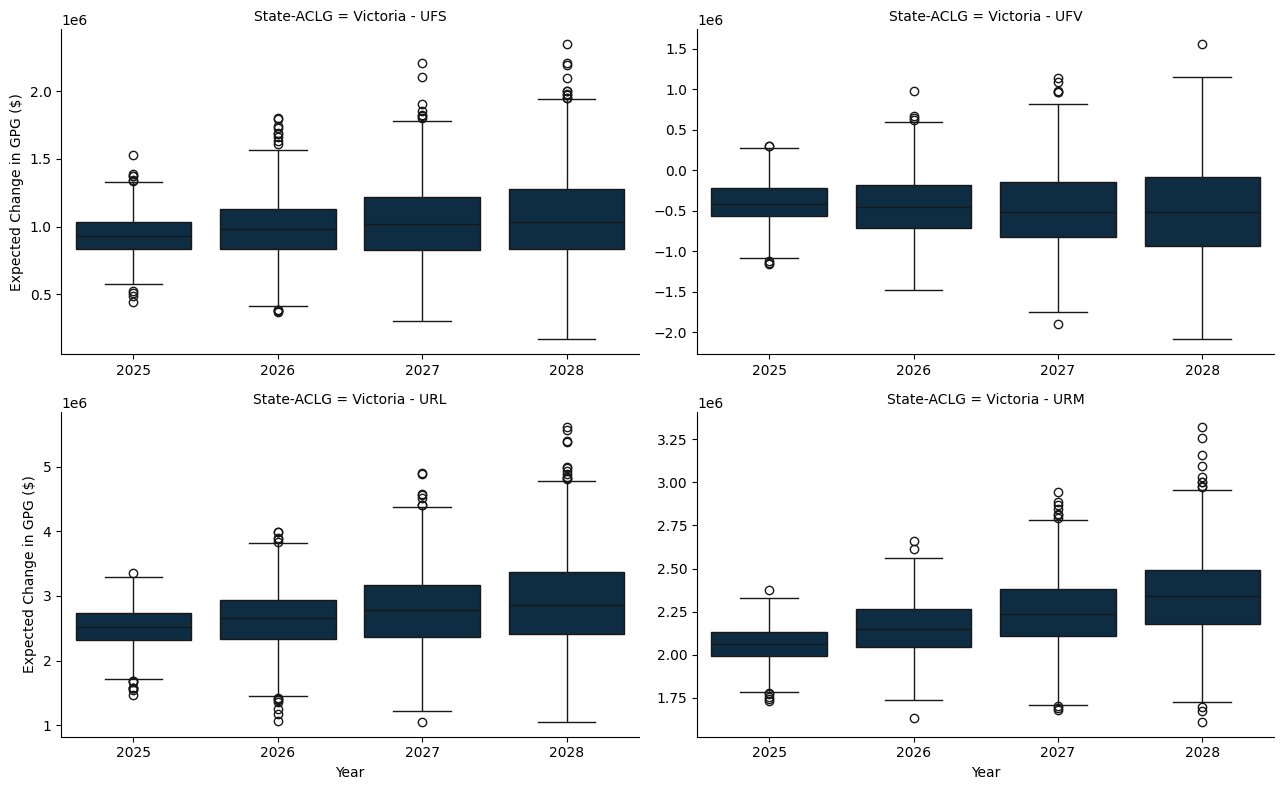 State-ACLG = Victoria - UFS
1e6
Expected Change in GPG ($)
2.0
1.5
1.0
0.5
2025 2026 2027 2028
State-ACLG = Victoria - UFV
1e6
1.5
1.0
0.5
0.0
−0.5
−1.0
−1.5
−2.0
2025 2026 2027 2028
State-ACLG = Victoria - URL
1e6
Expected Change in GPG ($)
5
4
3
2
1
2025 2026 2027 2028
Year
State-ACLG = Victoria - URM
1e6
3.25
3.00
2.75
2.50
2.25
2.00
1.75
2025 2026 2027 2028
Year